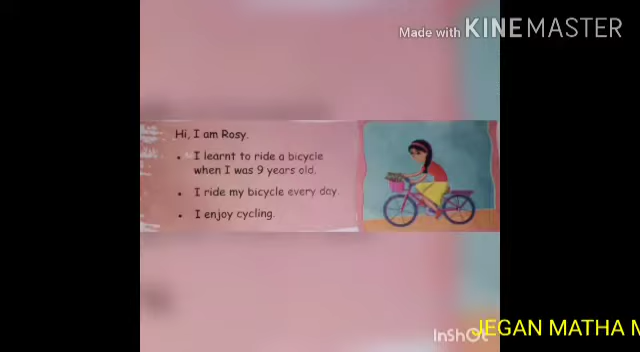 Made with KINEMASTER
Hi, I am Rosy.
• I learnt to ride a bicycle
when I was 9 years old.
• I ride my bicycle every day
• I enjoy cycling.
InShOt
JEGAN MATHA M